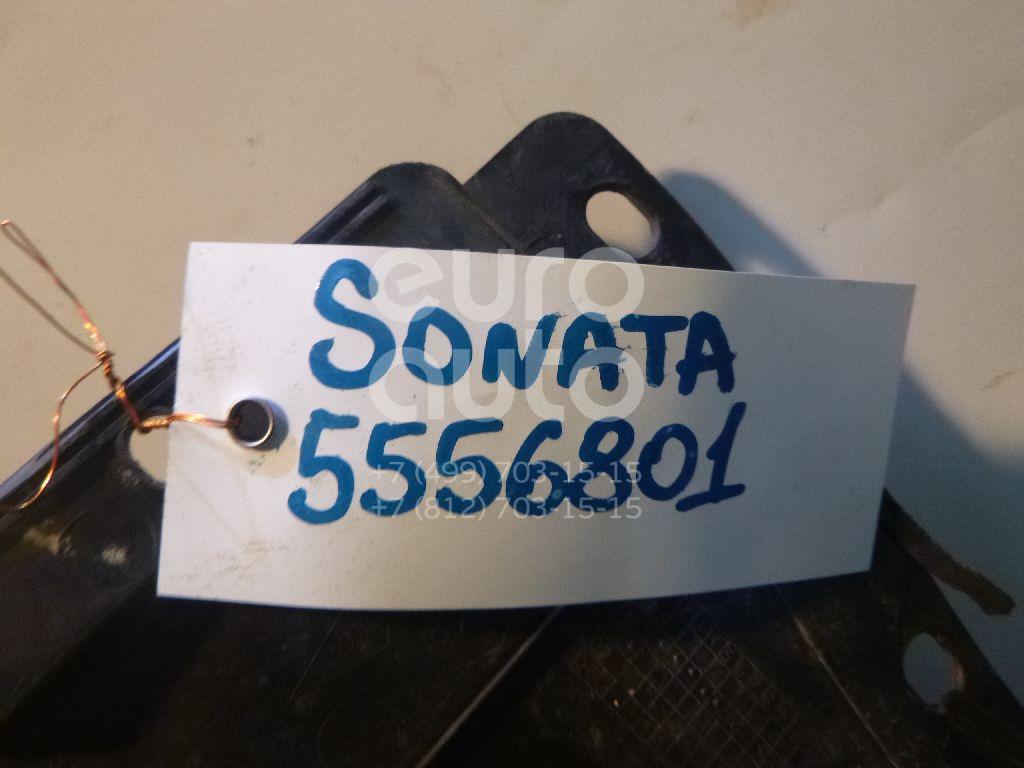 SONATA
5556801
euro
auto
+7 (499) 703-15-15
+7 (812) 703-15-15